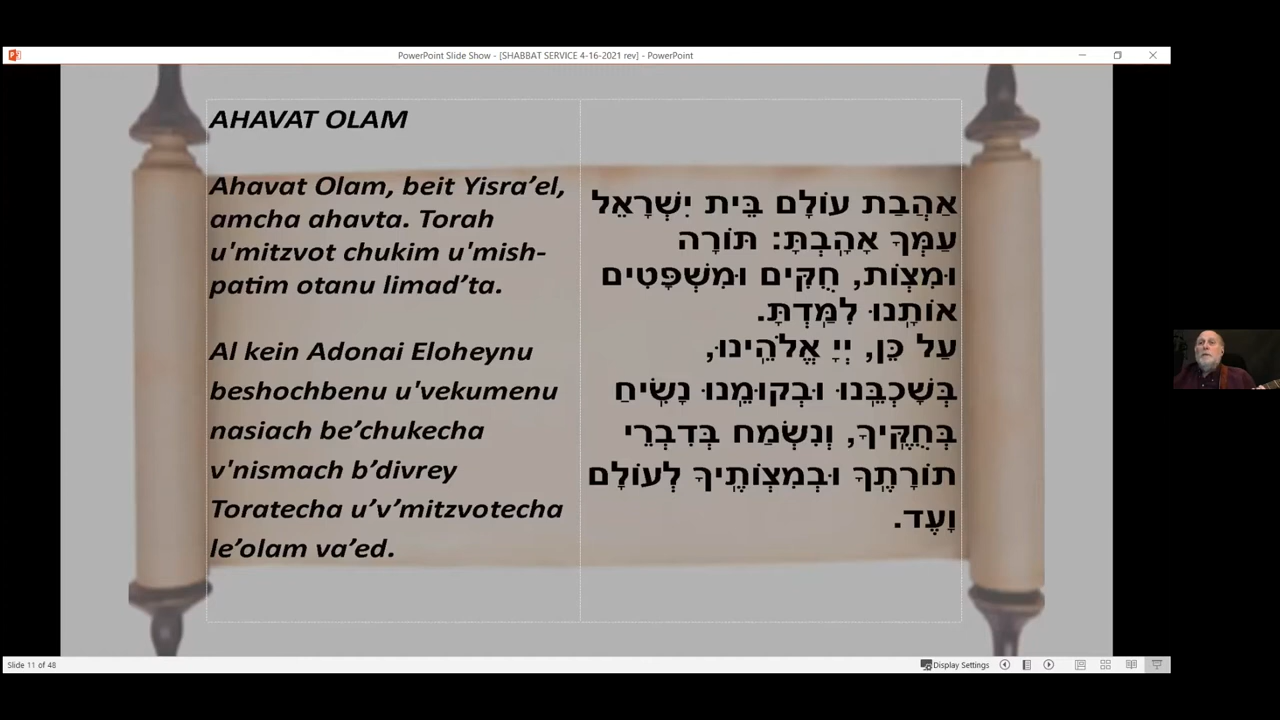 PowerPoint Slide Show - [SHABBAT SERVICE 4-16-2021 rev] - PowerPoint
AHAVAT OLAM
Ahavat Olam, beit Yisra’el,
amcha ahavta. Torah
u'mitzvot chukim u'mish-
patim otanu limad’ta.
Al kein Adonai Eloheynu
beshochbenu u'vekumenu
nasiach be’chukecha
v'nismach b’divrey
Toratecha u’v’mitzvotecha
le’olam va’ed.
אַהֲבַת עוֹלָם בֵּית יִשְׂרָאֵל
עַמְּךָ אָהָבְתָּ: תּוֹרָה
וּמִצְוֹת, חֻקִּים וּמִשְׁפָּטִים
אוֹתָנוּ לִמַּדְתָּ.
עַל כֵּן, יְיָ אֱלֹהֵינוּ,
בְּשָׁכְבֵּנוּ וּבְקוּמֵנוּ נָשִׂיחַ
בְּחֻקֶּיךָ, וְנִשְׂמַח בְּדִבְרֵי
תוֹרָתֶךָ וּבְמִצְוֹתֶיךָ לְעוֹלָם
וָעֶד.
Slide 11 of 48
Display Settings